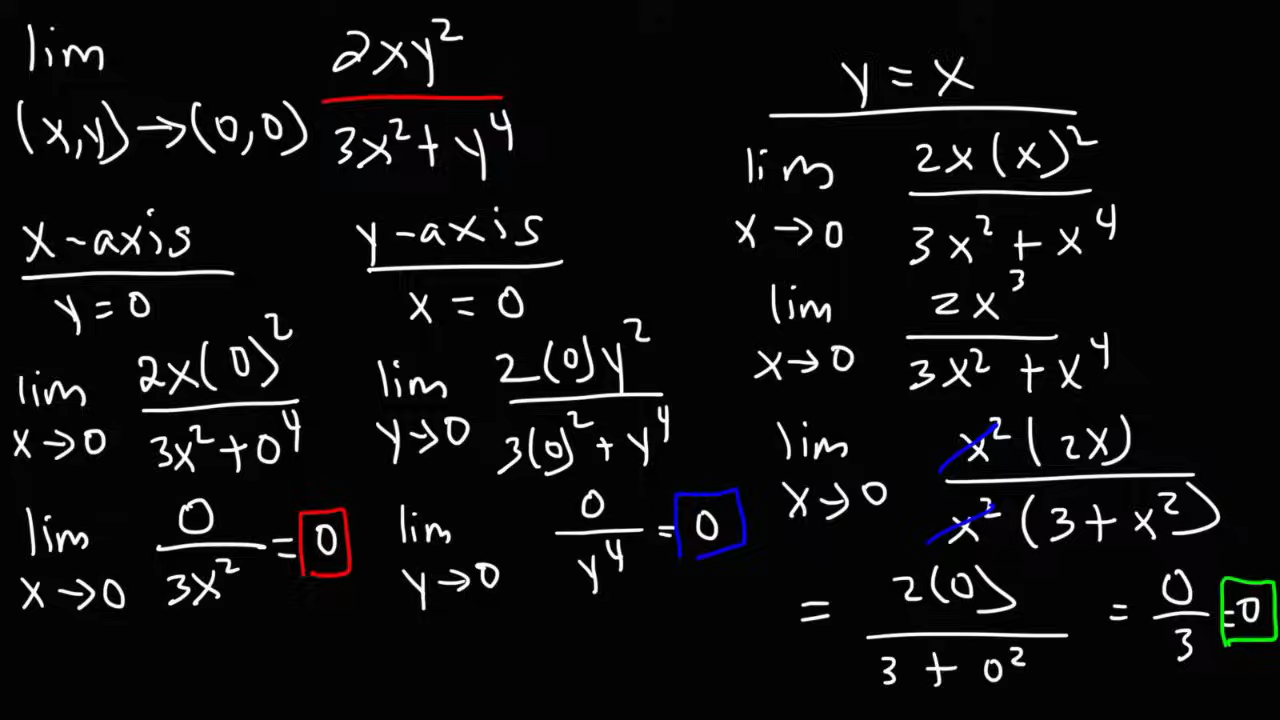 lim (x,y)→(0,0) 2xy²/(3x²+y⁴)
x-axis
y=0
lim x→0 2x(0)²/(3x²+0⁴)
lim x→0 0/(3x²) = 0
y-axis
x=0
lim y→0 2(0)y²/(3(0)²+y⁴)
lim y→0 0/y⁴ = 0
y=x
lim x→0 2x(x)²/(3x²+x⁴)
lim x→0 2x³/(3x²+x⁴)
lim x→0 x²(2x)/(x²(3+x²))
= 2(0)/(3+0²) = 0/3 = 0